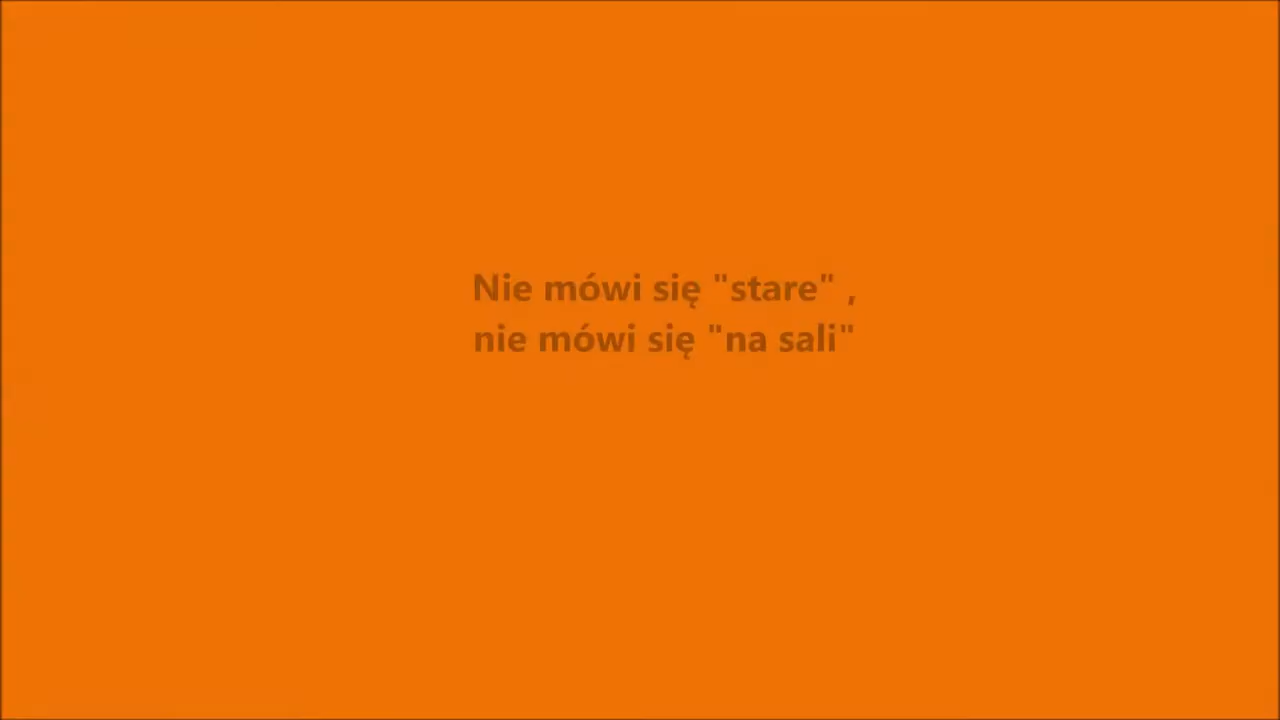 Nie mówi się "stare" ,
nie mówi się "na sali"